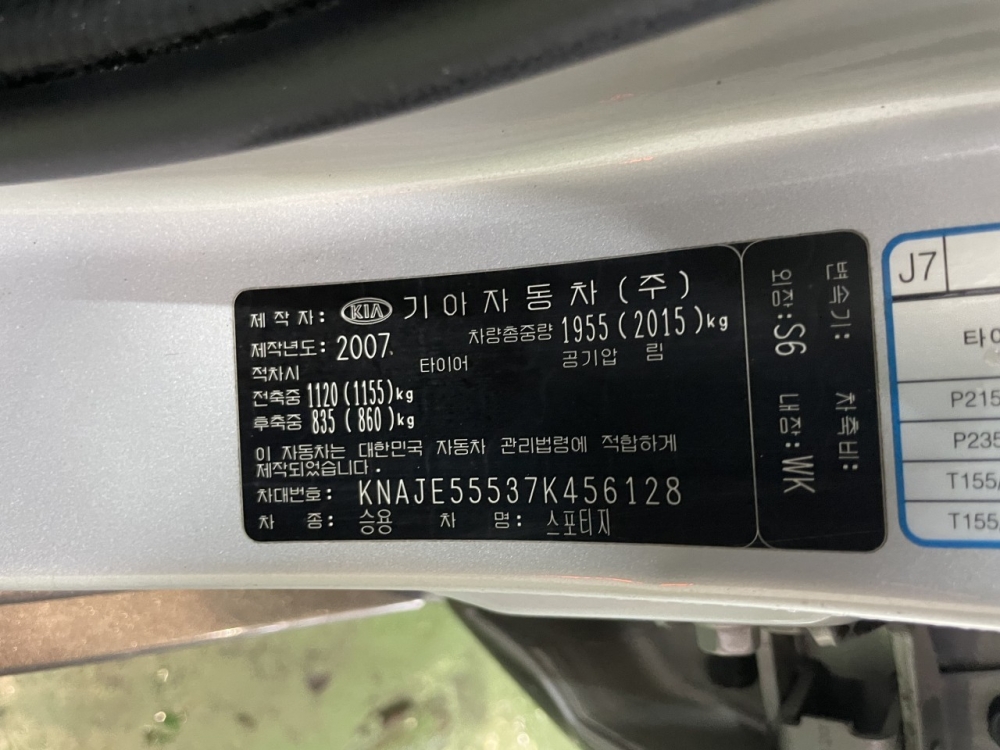 제 작 자: KIA 기아자동차(주)
제작년도: 2007. 차량총중량 1955(2015)kg
적차시 타이어 공기압 림
전축중 1120(1155)kg
후축중 835(860)kg
이 자동차는 대한민국 자동차 관리법령에 적합하게
제작되었습니다.
차대번호: KNAJE55537K456128
차 종: 승용 차 명: 스포티지
변속기: 차축비:
외장:S6 내장:WK
J7
P215
P235
T155/
T155